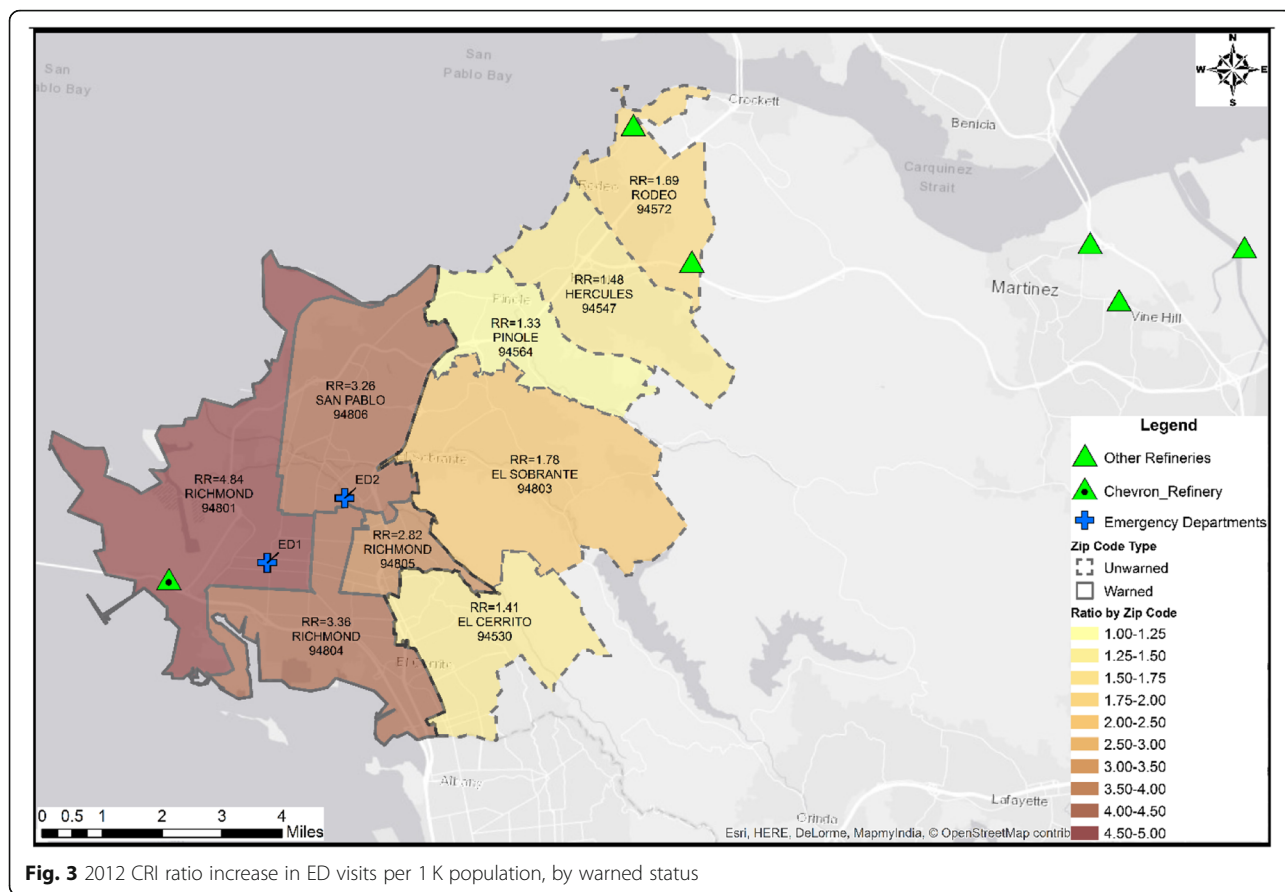 San
Pablo Bay
San
ablo Bay
N
W E
S
Crockett
Benicia
Carquinez
Strait
RR=1.69
RODEO
94572
RR=1.48
HERCULES
94547
Pinole
RR=1.33
PINOLE
94564
Martinez
Vine Hill
RR=3.26
SAN PABLO
94806
RR=1.78
EL SOBRANTE
94803
RR=4.84
RICHMOND
94801
ED2
ED1
RR=2.82
RICHMOND
94805
RR=1.41
EL CERRITO
94530
RR=3.36
RICHMOND
94804
Albany
Orinda
Lafayette
Legend
Other Refineries
Chevron_Refinery
Emergency Departments
Zip Code Type
Unwarned
Warned
Ratio by Zip Code
1.00-1.25
1.25-1.50
1.50-1.75
1.75-2.00
2.00-2.50
2.50-3.00
3.00-3.50
3.50-4.00
4.00-4.50
4.50-5.00
0 0.5 1 2 3 4
Miles
Esri, HERE, DeLorme, MapmyIndia, © OpenStreetMap contrib
Fig. 3 2012 CRI ratio increase in ED visits per 1 K population, by warned status